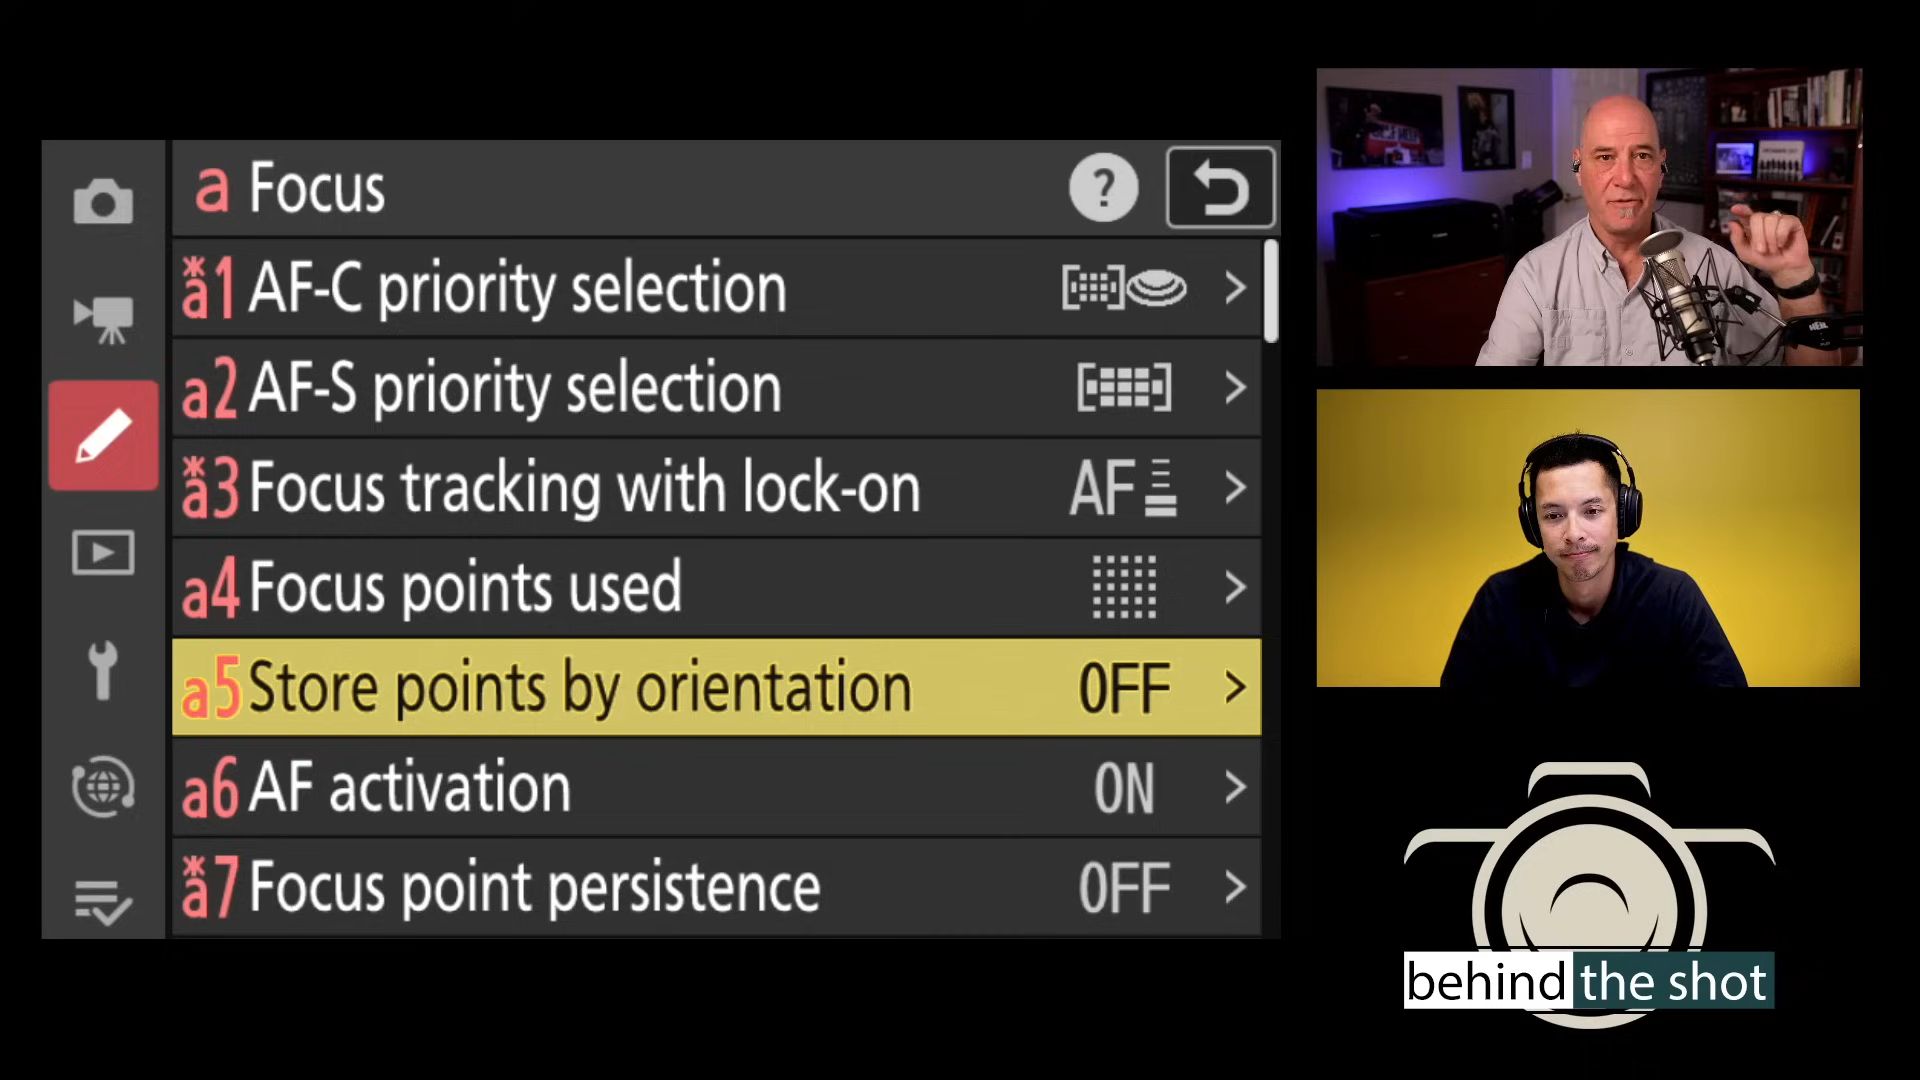 a Focus ?
*a1 AF-C priority selection >
a2 AF-S priority selection >
*a3 Focus tracking with lock-on AF >
a4 Focus points used >
a5 Store points by orientation OFF >
a6 AF activation ON >
*a7 Focus point persistence OFF >
HEIL
behind the shot